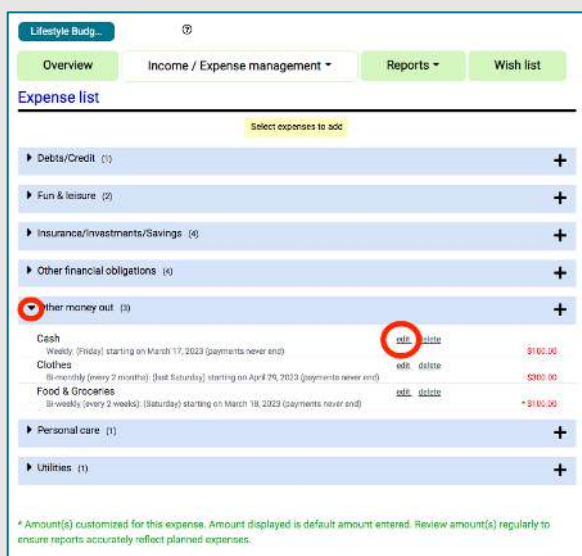 Lifestyle Budg...
Overview Income / Expense management Reports Wish list
Expense list
Select expenses to add
Debts/Credit (1)
Fun & leisure (2)
Insurance/Investments/Savings (4)
Other financial obligations (4)
Other money out (3)
Cash edit delete
Weekly: (Friday) starting on March 17, 2023 (payments never end) $100.00
Clothes edit delete
Bi-monthly (every 2 months): (last Saturday) starting on April 29, 2023 (payments never end) $300.00
Food & Groceries edit delete
Bi-weekly (every 2 weeks): (Saturday) starting on March 18, 2023 (payments never end) * $100.00
Personal care (1)
Utilities (1)
* Amount(s) customized for this expense. Amount displayed is default amount entered. Review amount(s) regularly to
ensure reports accurately reflect planned expenses.